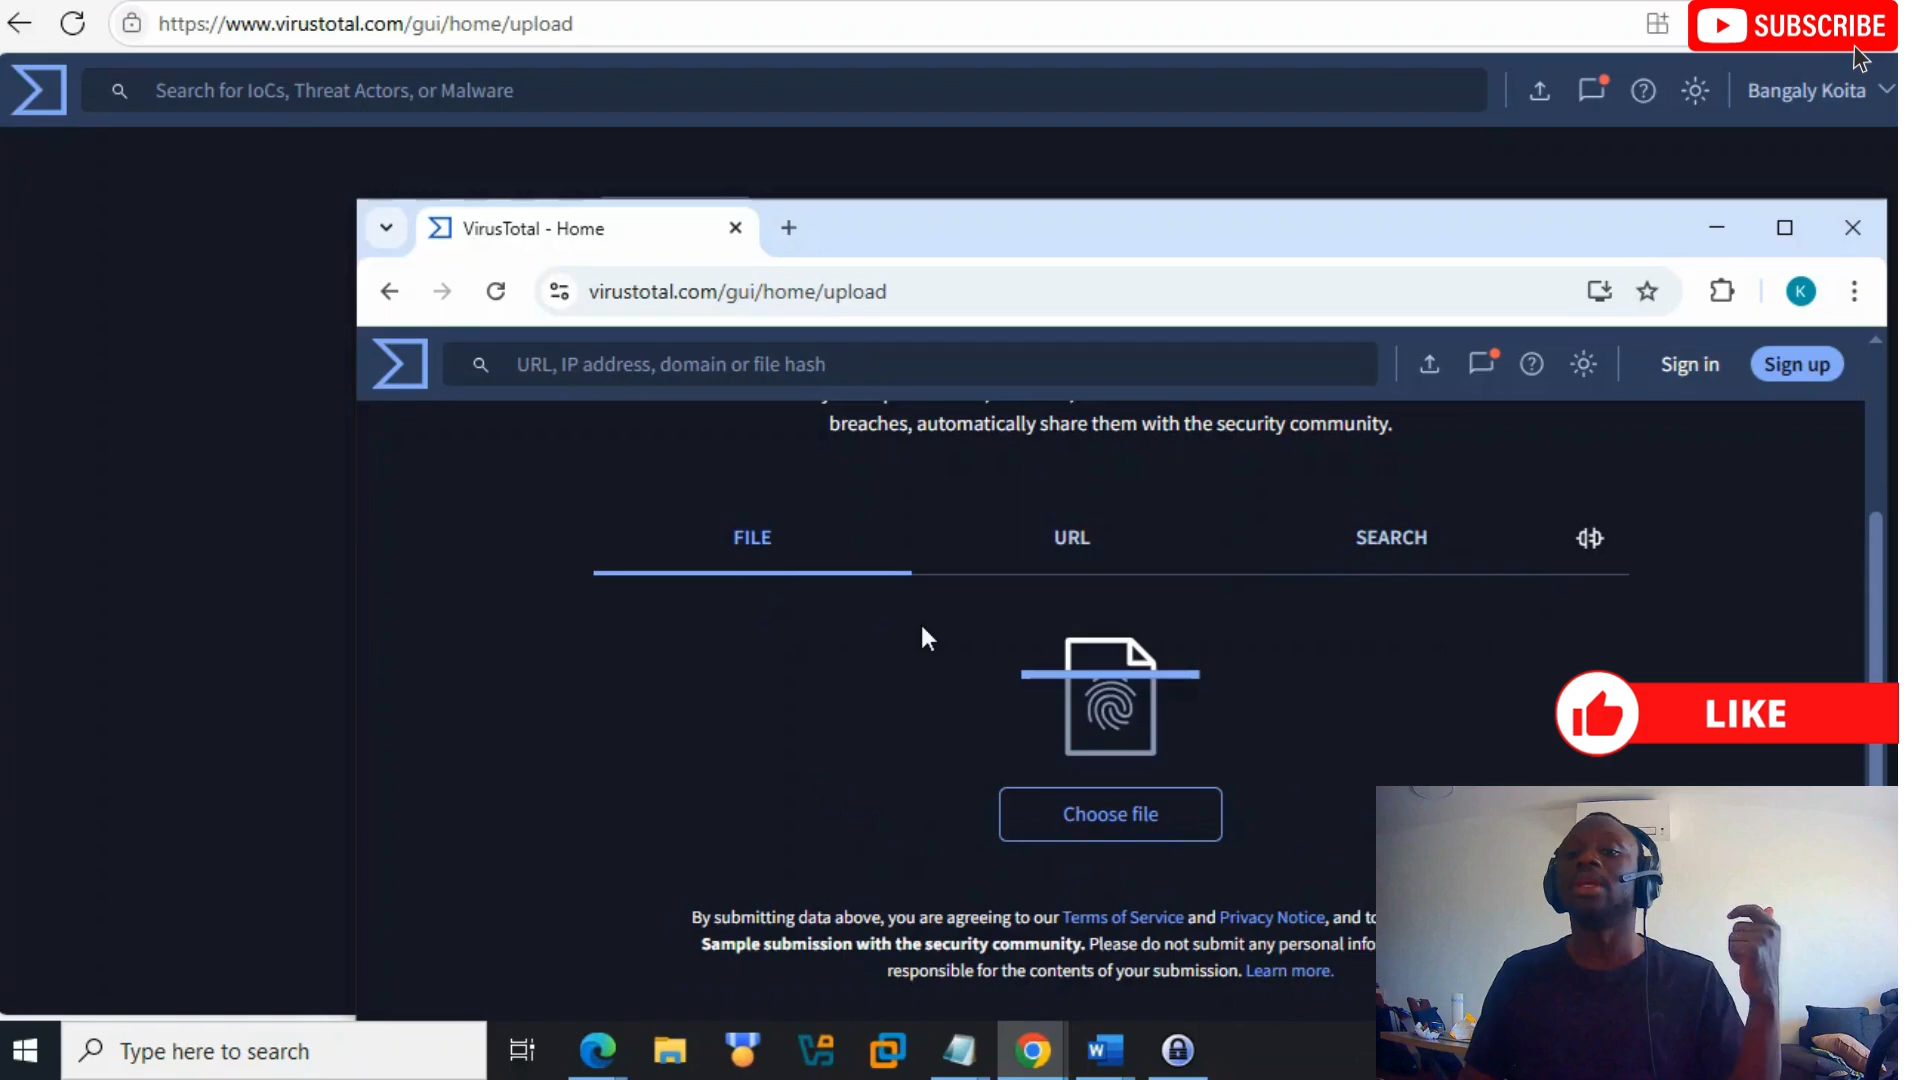 https://www.virustotal.com/gui/home/upload
SUBSCRIBE
Search for IoCs, Threat Actors, or Malware
Bangaly Koita
VirusTotal - Home
virustotal.com/gui/home/upload
K
URL, IP address, domain or file hash
Sign in
Sign up
breaches, automatically share them with the security community.
FILE
URL
SEARCH
LIKE
Choose file
By submitting data above, you are agreeing to our Terms of Service and Privacy Notice, and to
Sample submission with the security community. Please do not submit any personal info
responsible for the contents of your submission. Learn more.
Type here to search